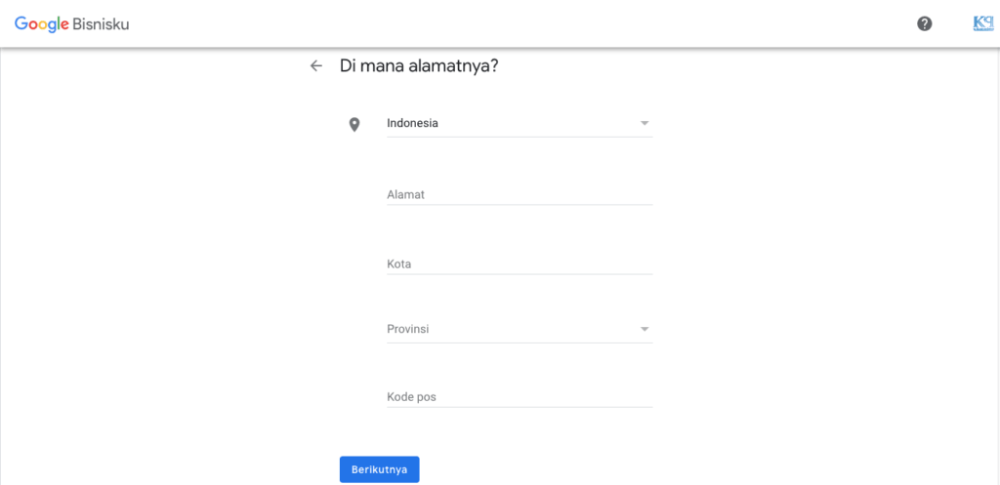 Google Bisnisku
Di mana alamatnya?
Indonesia
Alamat
Kota
Provinsi
Kode pos
Berikutnya